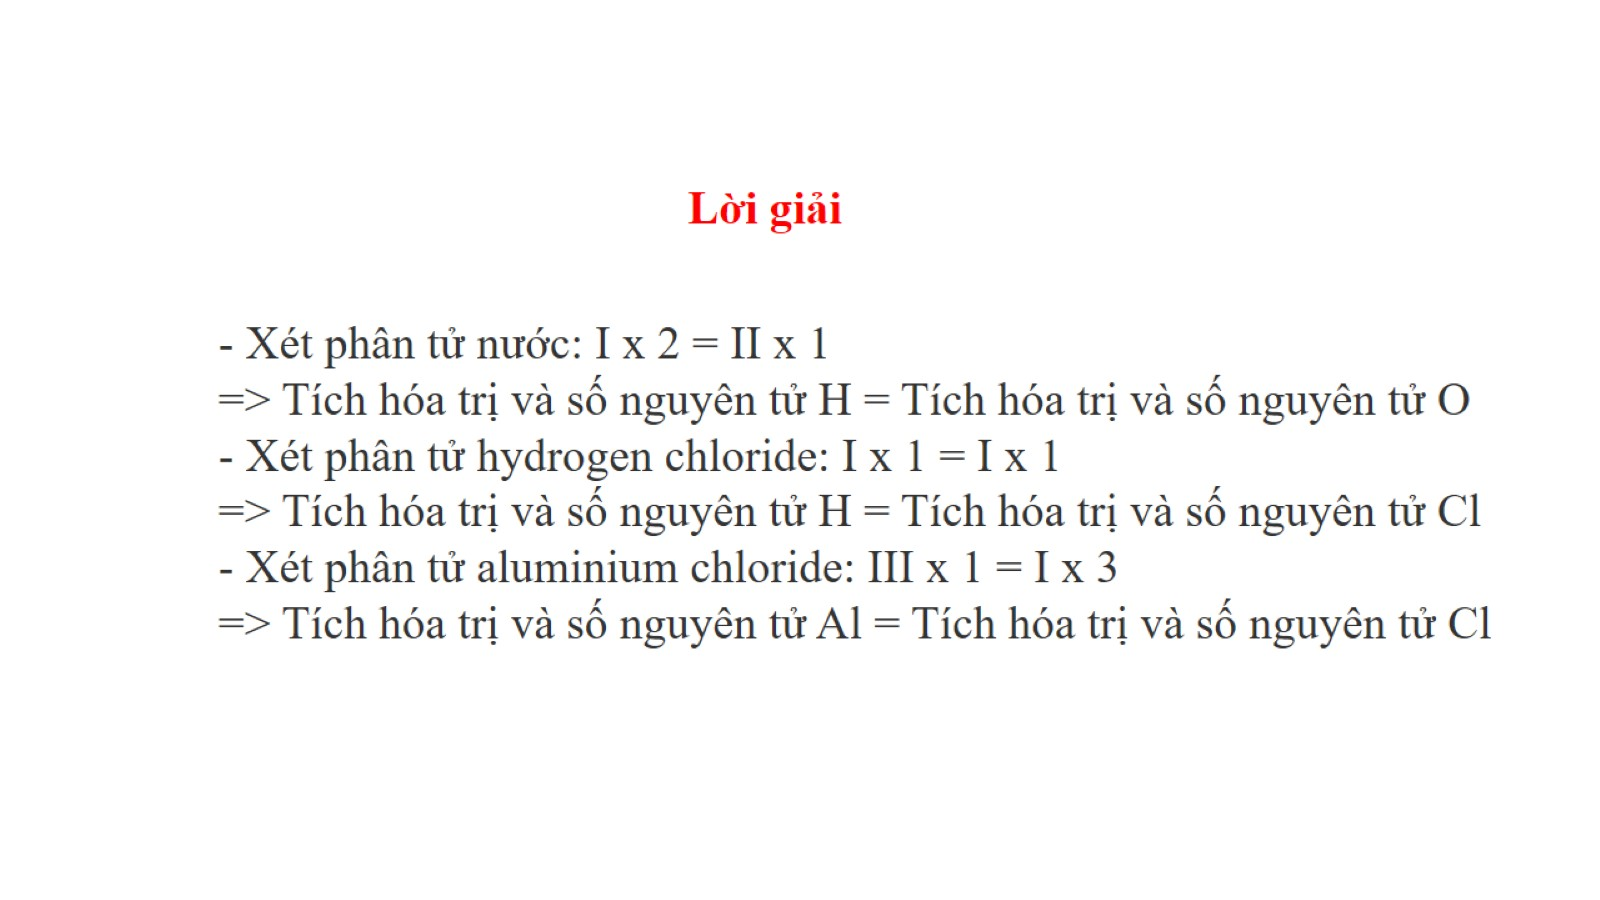 Lời giải
- Xét phân tử nước: I x 2 = II x 1
=> Tích hóa trị và số nguyên tử H = Tích hóa trị và số nguyên tử O
- Xét phân tử hydrogen chloride: I x 1 = I x 1
=> Tích hóa trị và số nguyên tử H = Tích hóa trị và số nguyên tử Cl
- Xét phân tử aluminium chloride: III x 1 = I x 3
=> Tích hóa trị và số nguyên tử Al = Tích hóa trị và số nguyên tử Cl